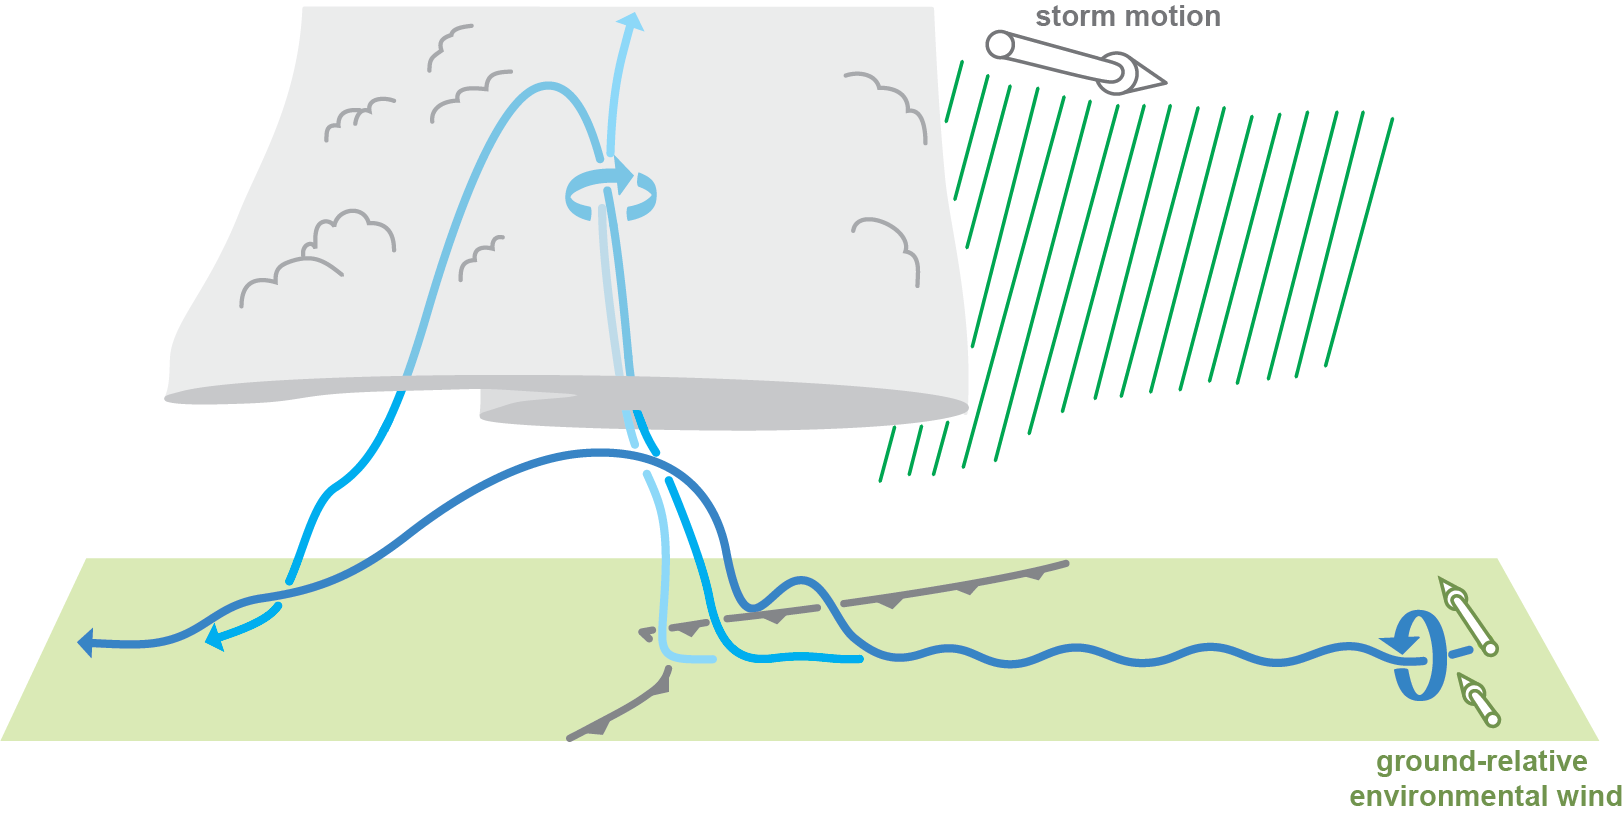 storm motion
ground-relative
environmental wind